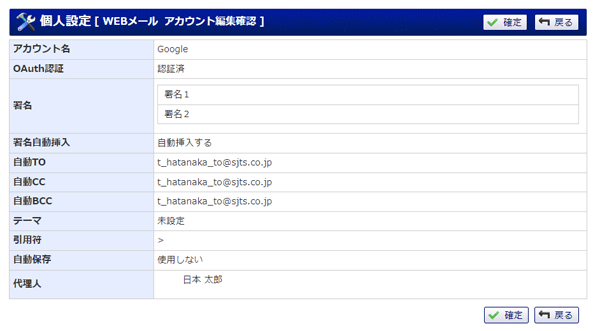 個人設定 [ WEBメール アカウント編集確認 ] 確定 戻る
アカウント名 Google
OAuth認証 認証済
署名 署名1
署名2
署名自動挿入 自動挿入する
自動TO t_hatanaka_to@sjts.co.jp
自動CC t_hatanaka_to@sjts.co.jp
自動BCC t_hatanaka_to@sjts.co.jp
テーマ 未設定
引用符 >
自動保存 使用しない
代理人 日本 太郎
確定 戻る